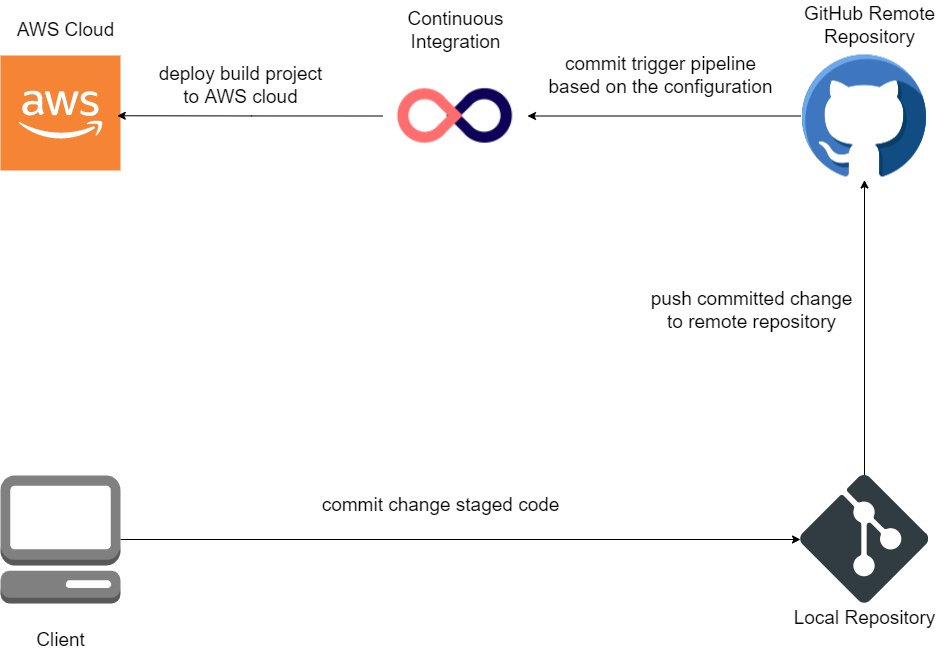 AWS Cloud
Continuous
Integration
GitHub Remote
Repository
deploy build project
to AWS cloud
commit trigger pipeline
based on the configuration
aws
push committed change
to remote repository
commit change staged code
Local Repository
Client